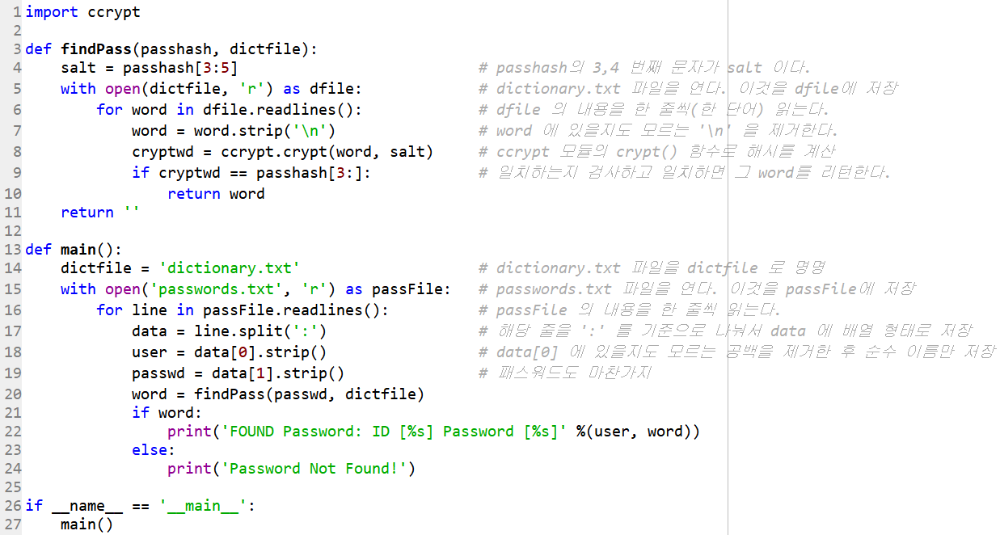 1 import ccrypt
2
3 def findPass(passhash, dictfile):
4     salt = passhash[3:5]                           # passhash의 3,4 번째 문자가 salt 이다.
5     with open(dictfile, 'r') as dfile:             # dictionary.txt 파일을 연다. 이것을 dfile에 저장
6         for word in dfile.readlines():             # dfile 의 내용을 한 줄씩(한 단어) 읽는다.
7             word = word.strip('\n')                # word 에 있을지도 모르는 '\n' 을 제거한다.
8             cryptwd = ccrypt.crypt(word, salt)     # ccrypt 모듈의 crypt() 함수로 해시를 계산
9             if cryptwd == passhash[3:]:            # 일치하는지 검사하고 일치하면 그 word를 리턴한다.
10                 return word
11     return ''
12
13 def main():
14     dictfile = 'dictionary.txt'                    # dictionary.txt 파일을 dictfile 로 명명
15     with open('passwords.txt', 'r') as passFile:   # passwords.txt 파일을 연다. 이것을 passFile에 저장
16         for line in passFile.readlines():          # passFile 의 내용을 한 줄씩 읽는다.
17             data = line.split(':')                 # 해당 줄을 ':' 를 기준으로 나눠서 data 에 배열 형태로 저장
18             user = data[0].strip()                 # data[0] 에 있을지도 모르는 공백을 제거한 후 순수 이름만 저장
19             passwd = data[1].strip()               # 패스워드도 마찬가지
20             word = findPass(passwd, dictfile)
21             if word:
22                 print('FOUND Password: ID [%s] Password [%s]' %(user, word))
23             else:
24                 print('Password Not Found!')
25
26 if __name__ == '__main__':
27     main()